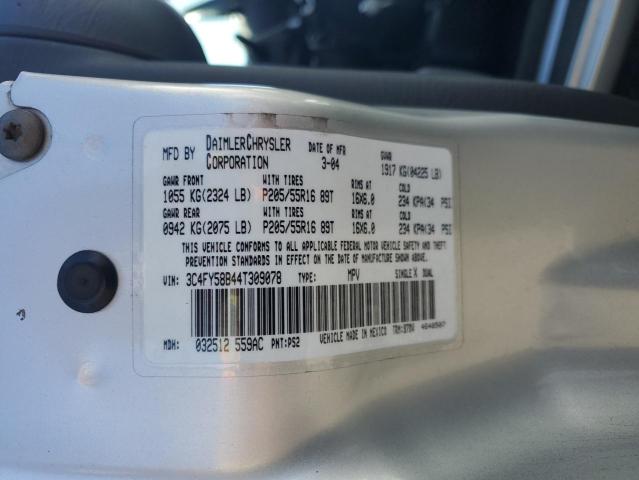 MFD BY DAIMLERCHRYSLER CORPORATION DATE OF MFR 3-04 GVWR 1917 KG(04225 LB)
GAWR FRONT WITH TIRES RIMS AT COLD
1055 KG(2324 LB) P205/55R16 89T 16X6.0 234 KPA(34 PSI
GAWR REAR WITH TIRES RIMS AT COLD
0942 KG(2075 LB) P205/55R16 89T 16X6.0 234 KPA(34 PSI
THIS VEHICLE CONFORMS TO ALL APPLICABLE FEDERAL MOTOR VEHICLE SAFETY AND THEFT
PREVENTION STANDARDS IN EFFECT ON THE DATE OF MANUFACTURE SHOWN ABOVE.
VIN: 3C4FY58B44T309078 TYPE: MPV SINGLE X DUAL
MDH: 032512 559AC PNT:PS2 VEHICLE MADE IN MEXICO